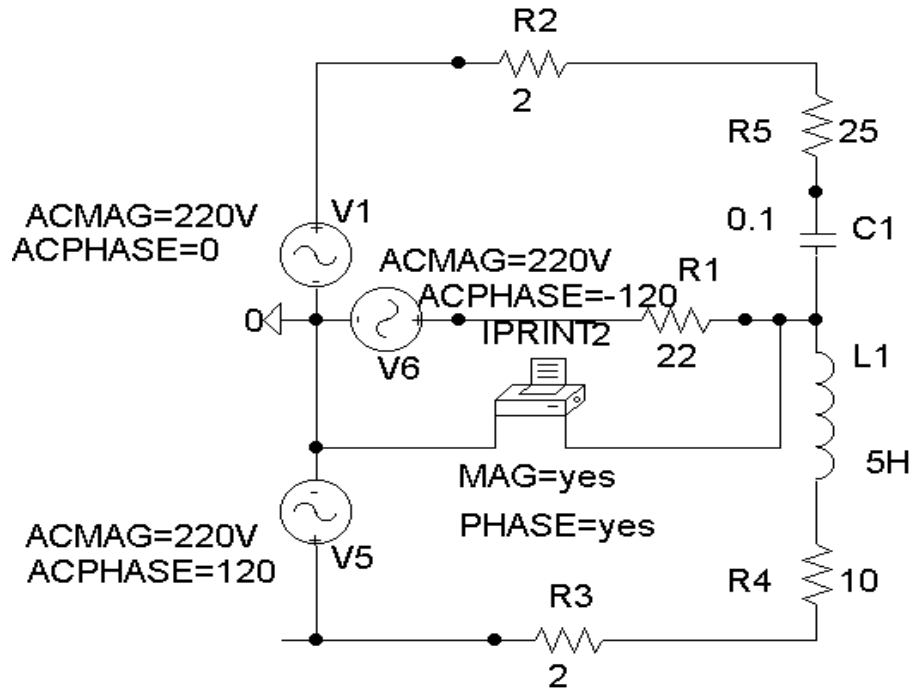 R2
2
R5
25
ACMAG=220V
ACPHASE=0
V1
0.1
C1
ACMAG=220V
ACPHASE=-120
R1
0
IPRINT2
V6
22
L1
5H
MAG=yes
PHASE=yes
ACMAG=220V
ACPHASE=120
V5
R4
10
R3
2